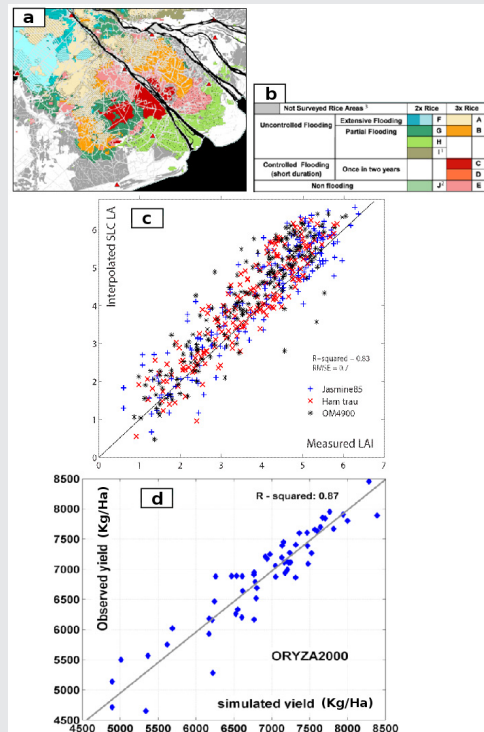 a
b
Not Surveyed Rice Areas 2x Rice 3x Rice
Uncontrolled Flooding Extensive Flooding F A
Partial Flooding G B
H
I
Controlled Flooding (short duration) Once in two years C
D
Non flooding J E
c
Interpolated SLC LA
6
5
4
3
2
1
0
R-squared = 0.83
RMSE = 0.7
Jasmine85
Ham trau
OM4900
Measured LAI
0 1 2 3 4 5 6 7
d
R - squared: 0.87
Observed yield (Kg/Ha)
8500
8000
7500
7000
6500
6000
5500
5000
4500
ORYZA2000
simulated yield (Kg/Ha)
4500 5000 5500 6000 6500 7000 7500 8000 8500